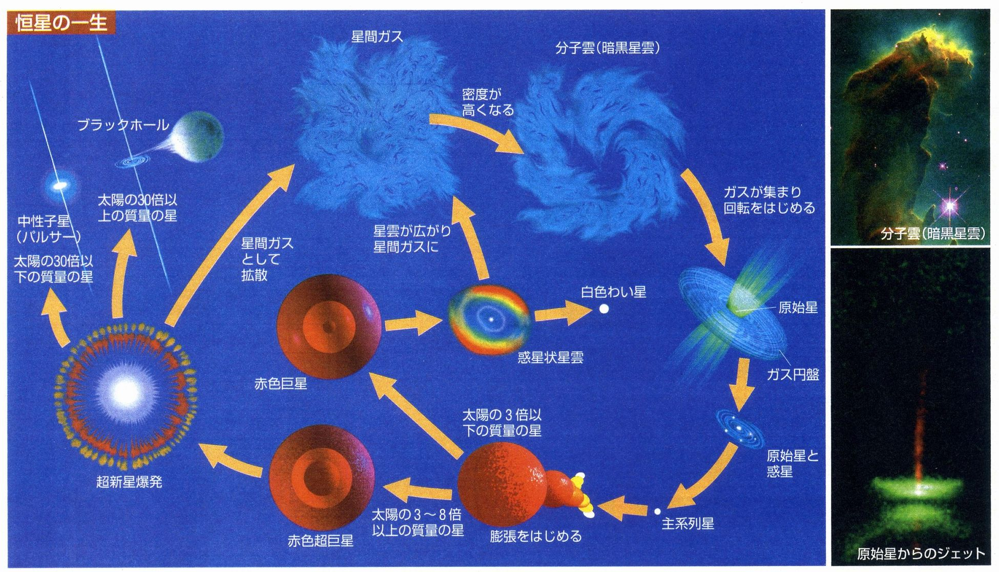 恒星の一生
星間ガス
分子雲(暗黒星雲)
密度が
高くなる
ブラックホール
ガスが集まり
回転をはじめる
太陽の30倍以
上の質量の星
中性子星
(パルサー)
太陽の30倍以
下の質量の星
星間ガス
として
拡散
星雲が広がり
星間ガスに
白色わい星
原始星
惑星状星雲
ガス円盤
赤色巨星
太陽の3倍以
下の質量の星
原始星と
惑星
超新星爆発
太陽の3〜8倍
以上の質量の星
主系列星
膨張をはじめる
赤色超巨星
分子雲(暗黒星雲)
原始星からのジェット